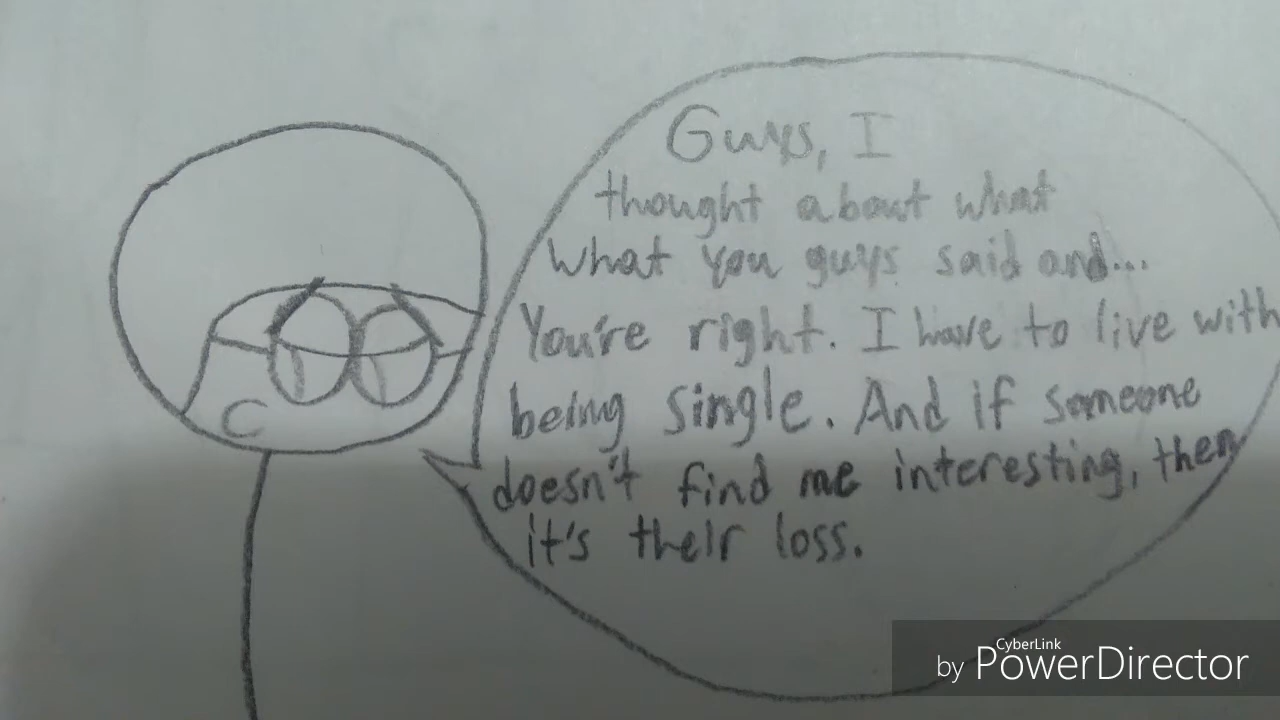 Guys, I
thought about what
what you guys said and...
You're right. I have to live with
being single. And if someone
doesn't find me interesting, then
it's their loss.
C
CyberLink
by PowerDirector